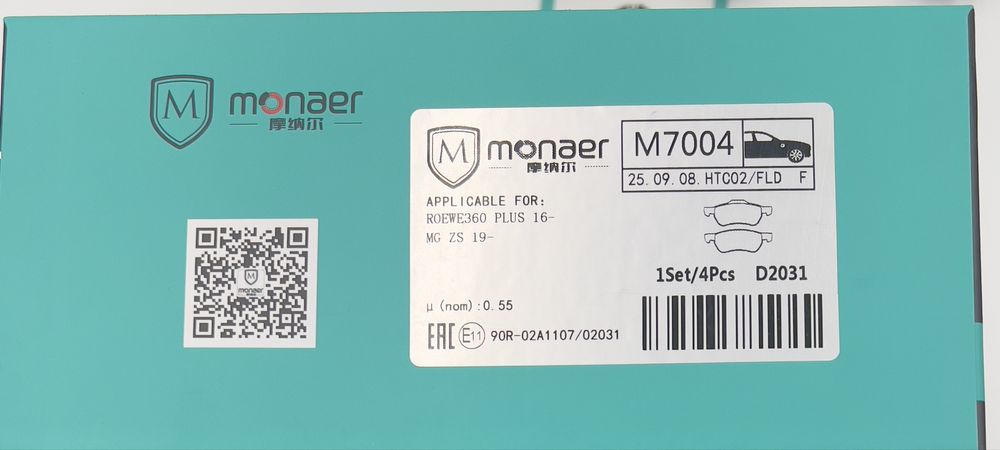 M
monaer
摩纳尔
M
monaer
M
monaer
摩纳尔
M7004
25.09.08.HTC02/FLD F
APPLICABLE FOR:
ROEWE360 PLUS 16-
MG ZS 19-
1Set/4Pcs D2031
μ(nom):0.55
EAC E11 90R-02A1107/02031